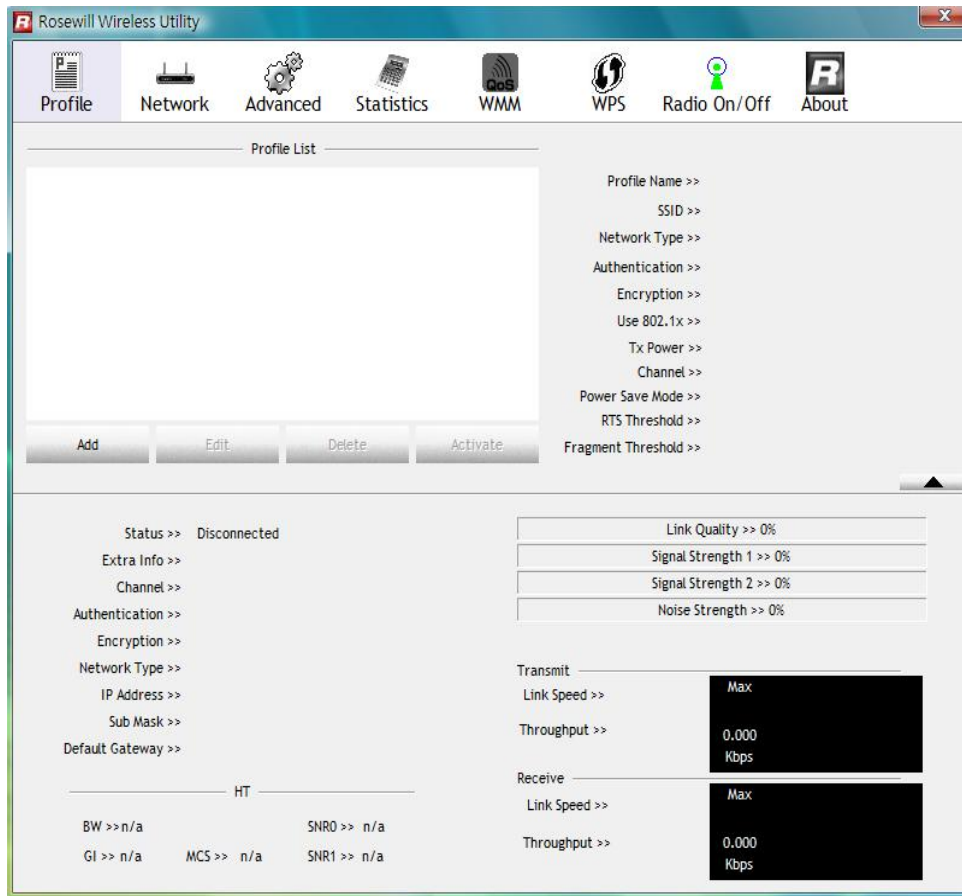 Rosewill Wireless Utility
X
Profile
Network
Advanced
Statistics
QoS
WMM
WPS
Radio On/Off
R
About
Profile List
Add
Edit
Delete
Activate
Profile Name >>
SSID >>
Network Type >>
Authentication >>
Encryption >>
Use 802.1x >>
Tx Power >>
Channel >>
Power Save Mode >>
RTS Threshold >>
Fragment Threshold >>
Status >> Disconnected
Extra Info >>
Channel >>
Authentication >>
Encryption >>
Network Type >>
IP Address >>
Sub Mask >>
Default Gateway >>
HT
BW >> n/a SNR0 >> n/a
GI >> n/a MCS >> n/a SNR1 >> n/a
Link Quality >> 0%
Signal Strength 1 >> 0%
Signal Strength 2 >> 0%
Noise Strength >> 0%
Transmit
Link Speed >>
Max
Throughput >>
0.000
Kbps
Receive
Link Speed >>
Max
Throughput >>
0.000
Kbps